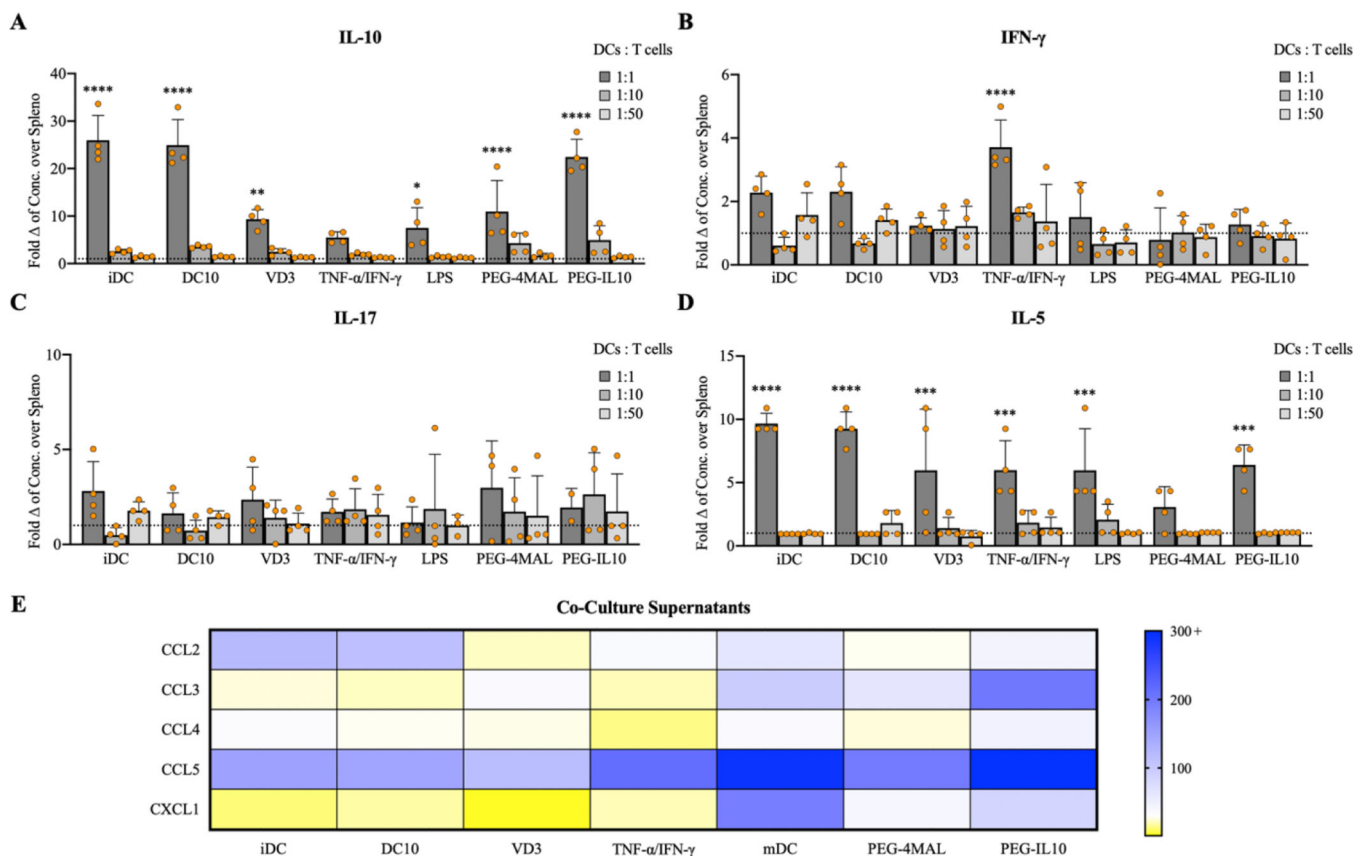 A
IL-10
DCs : T cells
1:1
1:10
1:50
Fold Δ of Conc. over Spleno
40
30
20
10
0
****
****
**
*
****
****
iDC DC10 VD3 TNF-α/IFN-γ LPS PEG-4MAL PEG-IL10
B
IFN-γ
DCs : T cells
1:1
1:10
1:50
Fold Δ of Conc. over Spleno
6
4
2
0
****
iDC DC10 VD3 TNF-α/IFN-γ LPS PEG-4MAL PEG-IL10
C
IL-17
DCs : T cells
1:1
1:10
1:50
Fold Δ of Conc. over Spleno
10
5
0
iDC DC10 VD3 TNF-α/IFN-γ LPS PEG-4MAL PEG-IL10
D
IL-5
DCs : T cells
1:1
1:10
1:50
Fold Δ of Conc. over Spleno
15
10
5
0
****
****
***
***
***
***
iDC DC10 VD3 TNF-α/IFN-γ LPS PEG-4MAL PEG-IL10
E
Co-Culture Supernatants
CCL2
CCL3
CCL4
CCL5
CXCL1
iDC DC10 VD3 TNF-α/IFN-γ mDC PEG-4MAL PEG-IL10
300+
200
100